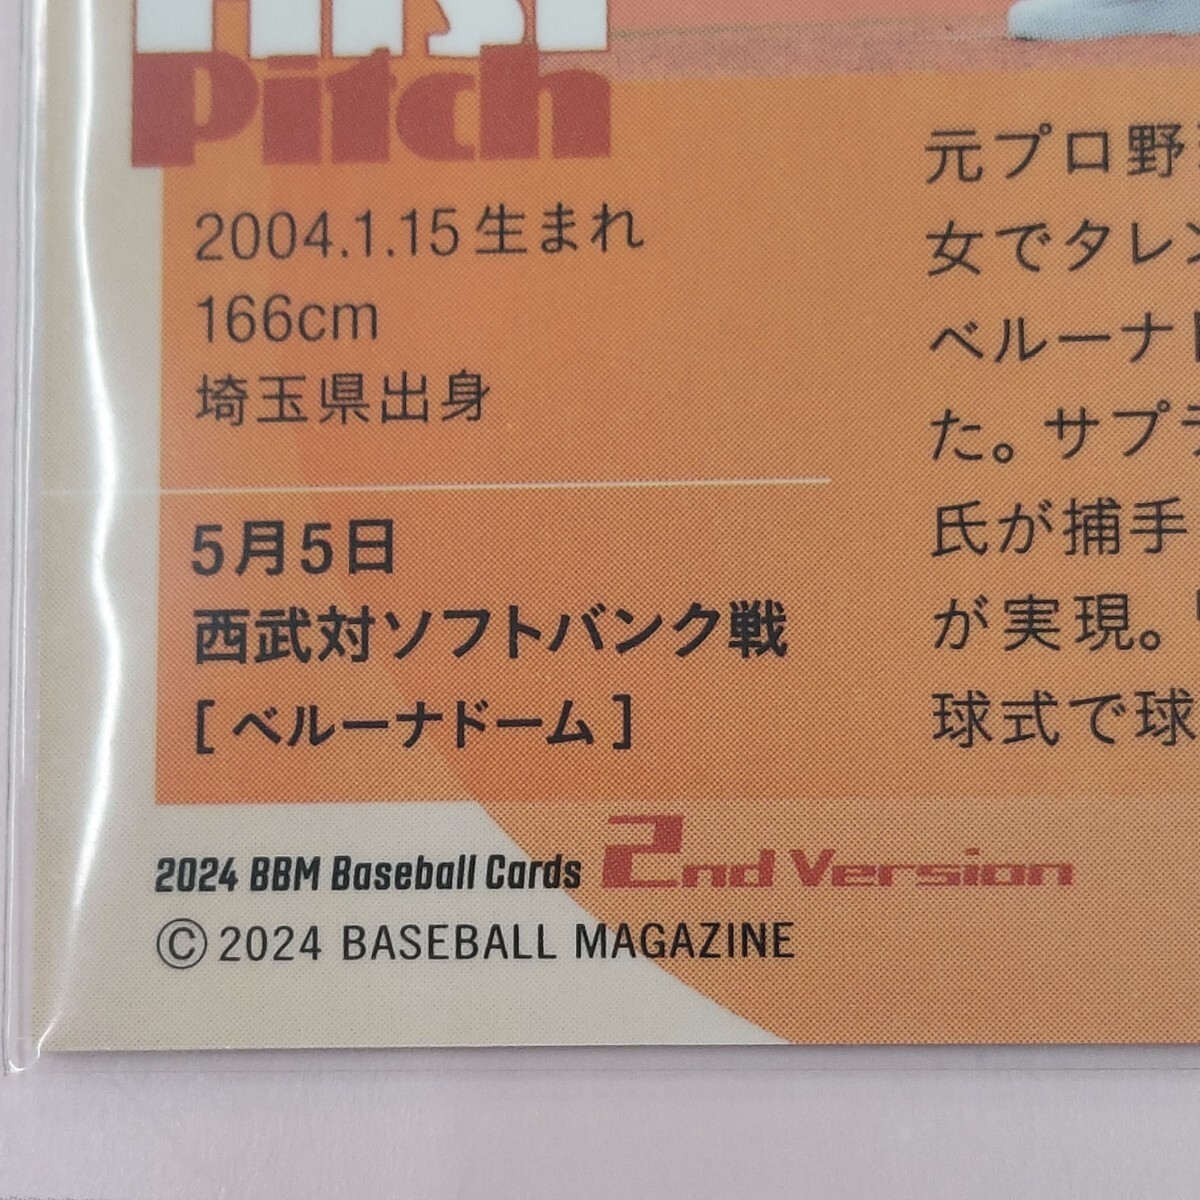 First
Pitch
2004.1.15生まれ
166cm
埼玉県出身
5月5日
西武対ソフトバンク戦
[ベルーナドーム]
元プロ野
女でタレン
ベルーナ
た。サプ
氏が捕手
が実現。
球式で球
2024 BBM Baseball Cards 2nd Version
©2024 BASEBALL MAGAZINE